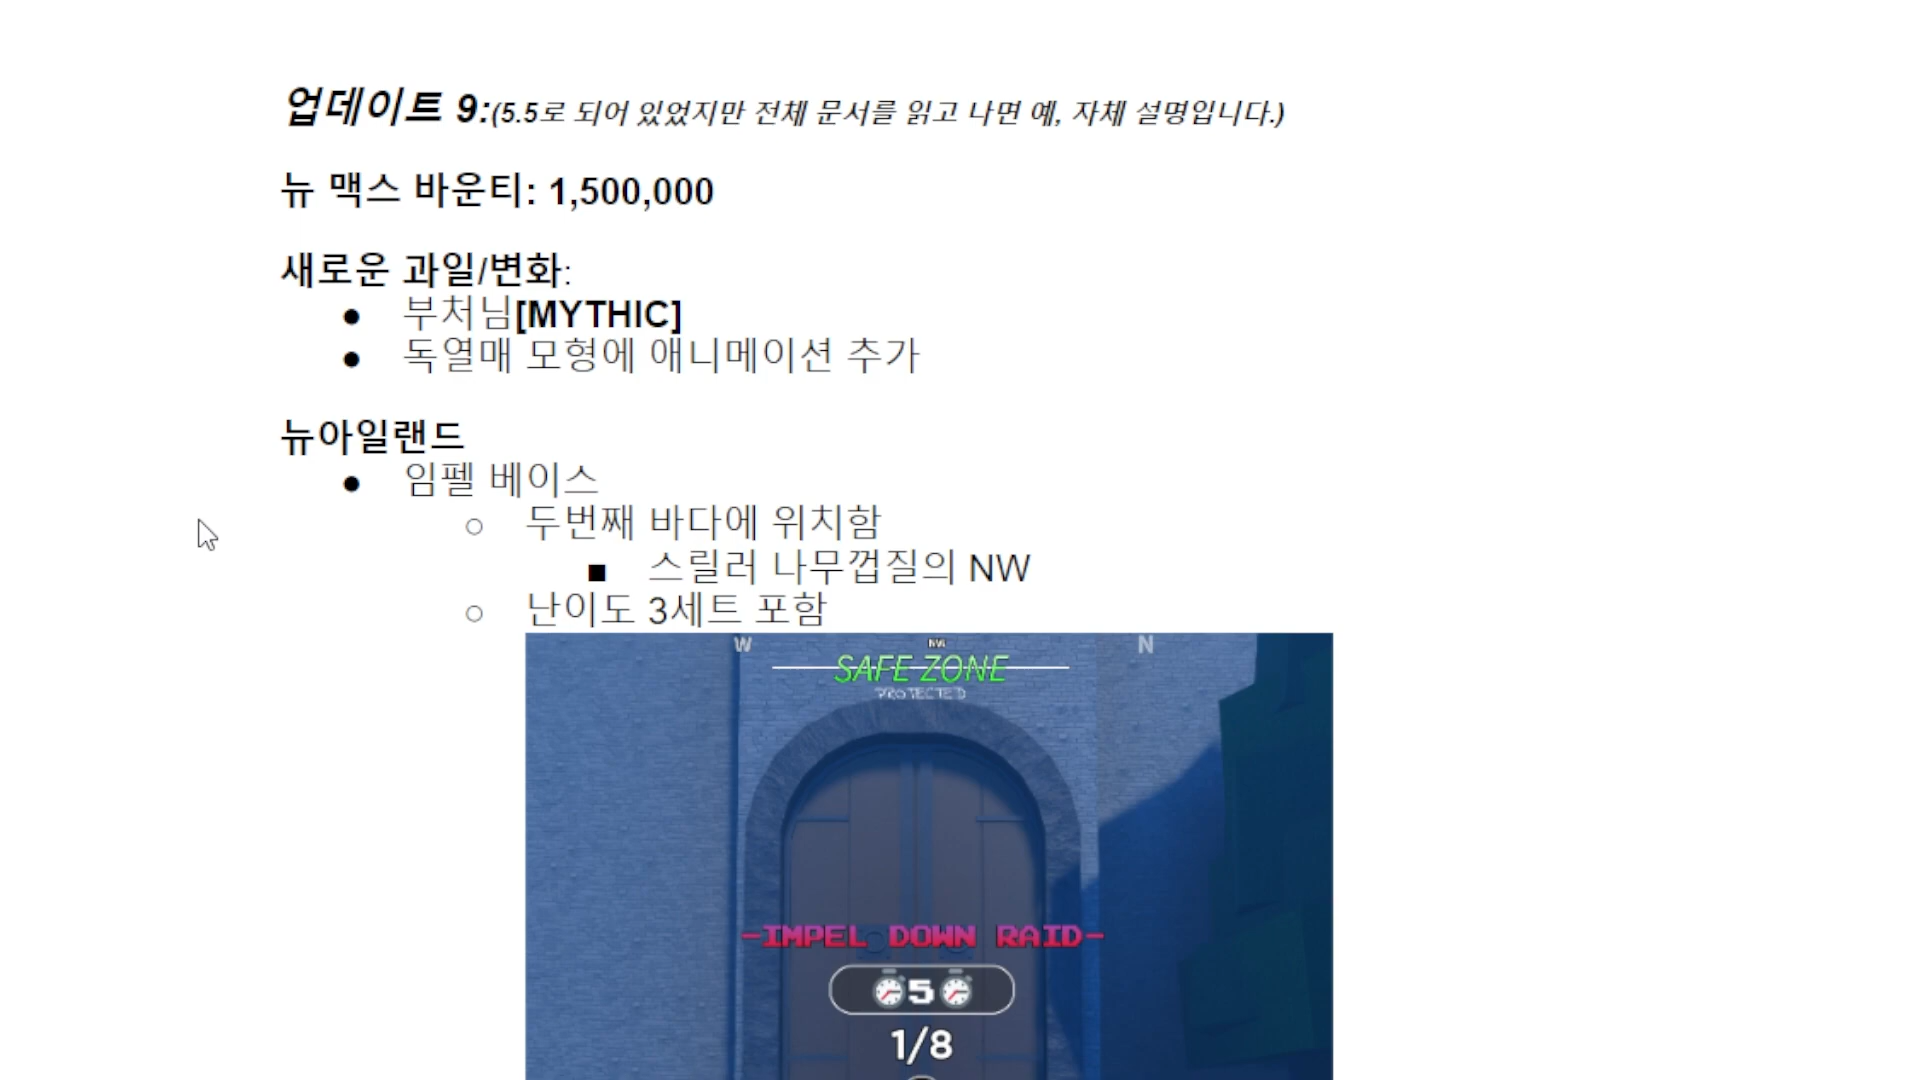 업데이트 9:(5.5로 되어 있었지만 전체 문서를 읽고 나면 예, 자체 설명입니다.)
뉴 맥스 바운티: 1,500,000
새로운 과일/변화:
● 부처님[MYTHIC]
● 독열매 모형에 애니메이션 추가
뉴아일랜드
● 임펠 베이스
○ 두번째 바다에 위치함
■ 스릴러 나무껍질의 NW
○ 난이도 3세트 포함
W NW N
SAFE ZONE
PROTECTED
-IMPEL DOWN RAID-
5
1/8